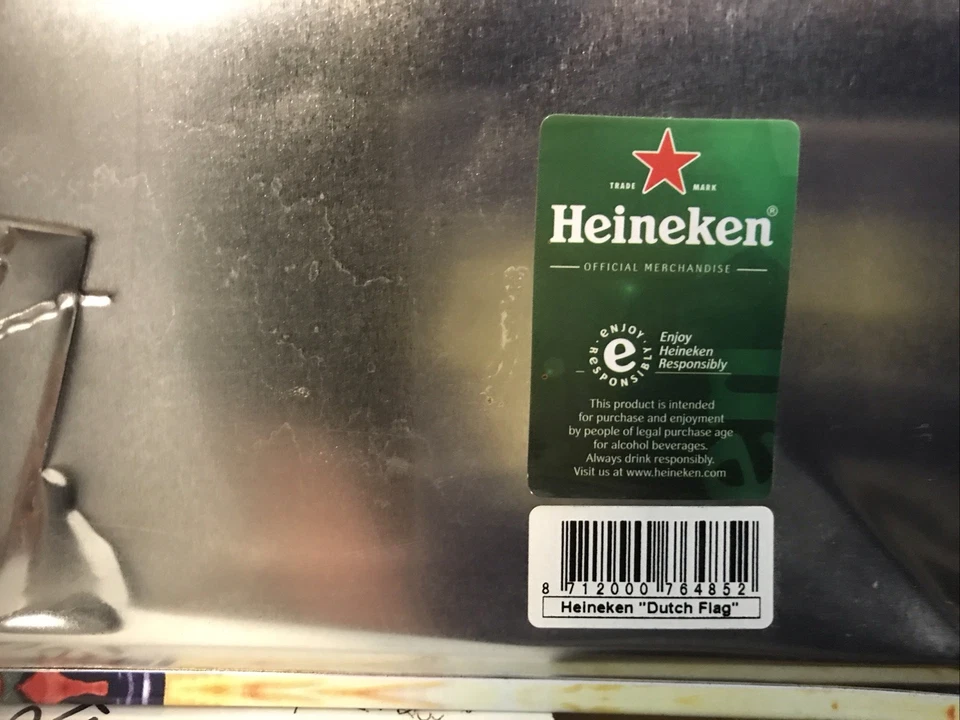 TRADE MARK
Heineken®
OFFICIAL MERCHANDISE
ENJOY RESPONSIBLY
e
Enjoy
Heineken
Responsibly
This product is intended
for purchase and enjoyment
by people of legal purchase age
for alcohol beverages.
Always drink responsibly.
Visit us at www.heineken.com
8 712000 764852
Heineken "Dutch Flag"